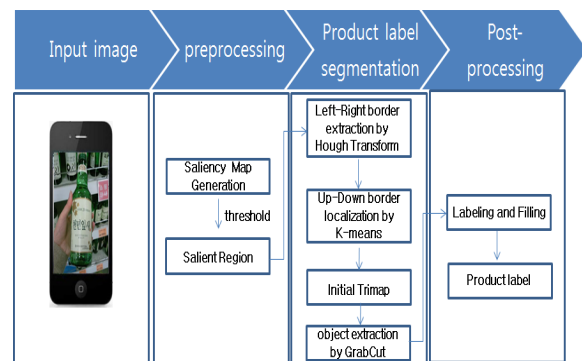 Input image
preprocessing
Product label
segmentation
Post-
processing
Saliency Map
Generation
threshold
Salient Region
Left-Right border
extraction by
Hough Transform
Up-Down border
localization by
K-means
Initial Trimap
object extraction
by GrabCut
Labeling and Filling
Product label